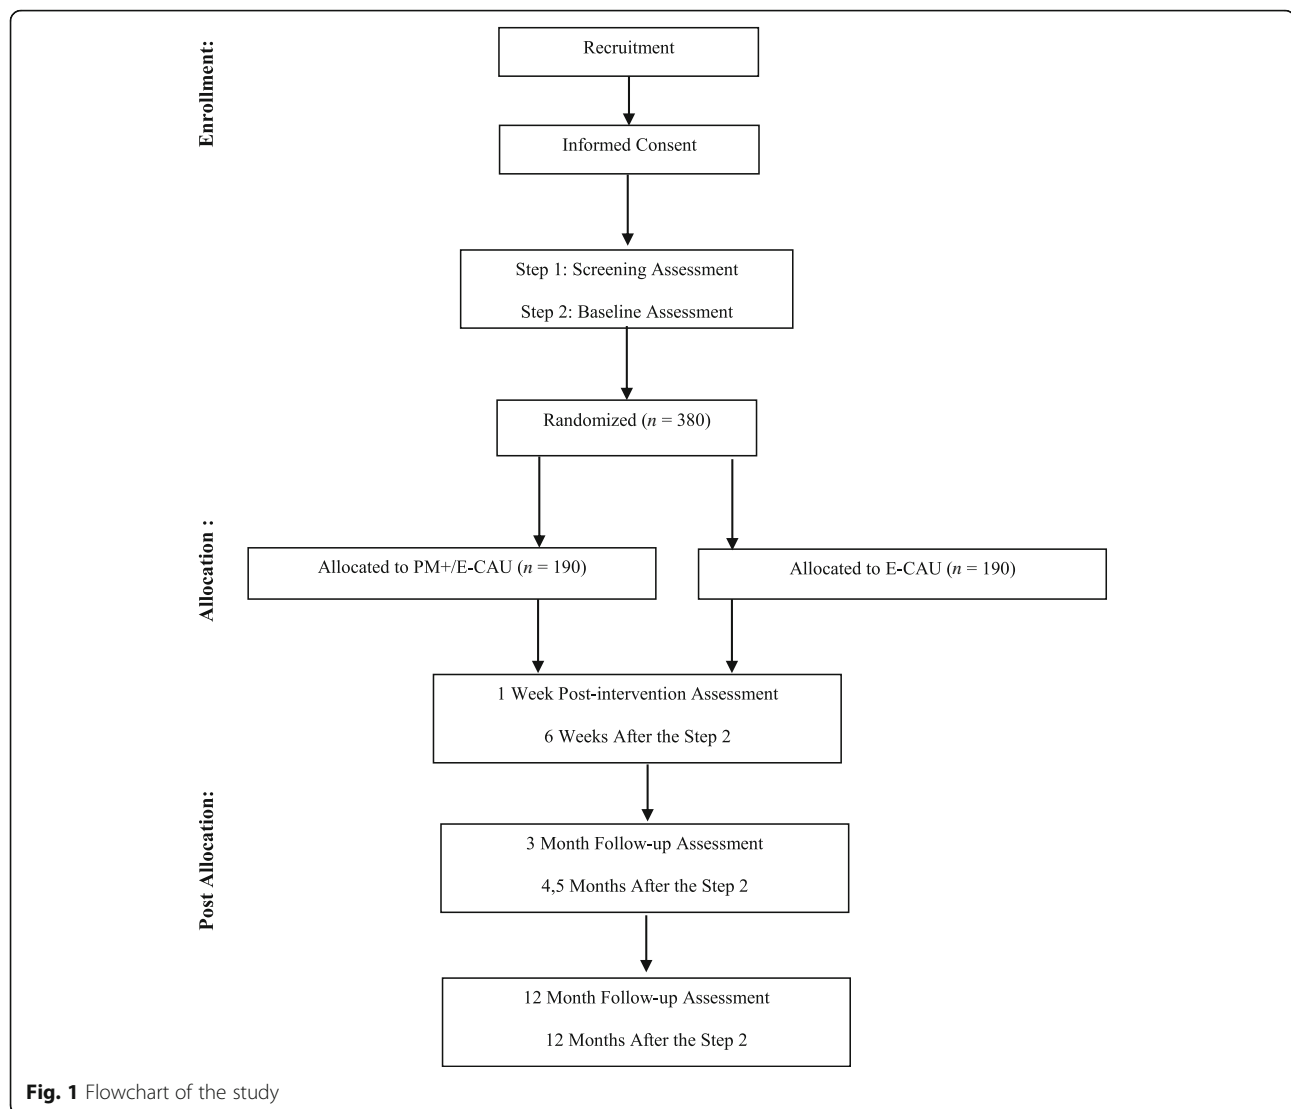 Enrollment:
Recruitment
Informed Consent
Step 1: Screening Assessment
Step 2: Baseline Assessment
Randomized (n = 380)
Allocation :
Allocated to PM+/E-CAU (n = 190)
Allocated to E-CAU (n = 190)
1 Week Post-intervention Assessment
6 Weeks After the Step 2
Post Allocation:
3 Month Follow-up Assessment
4,5 Months After the Step 2
12 Month Follow-up Assessment
12 Months After the Step 2
Fig. 1 Flowchart of the study